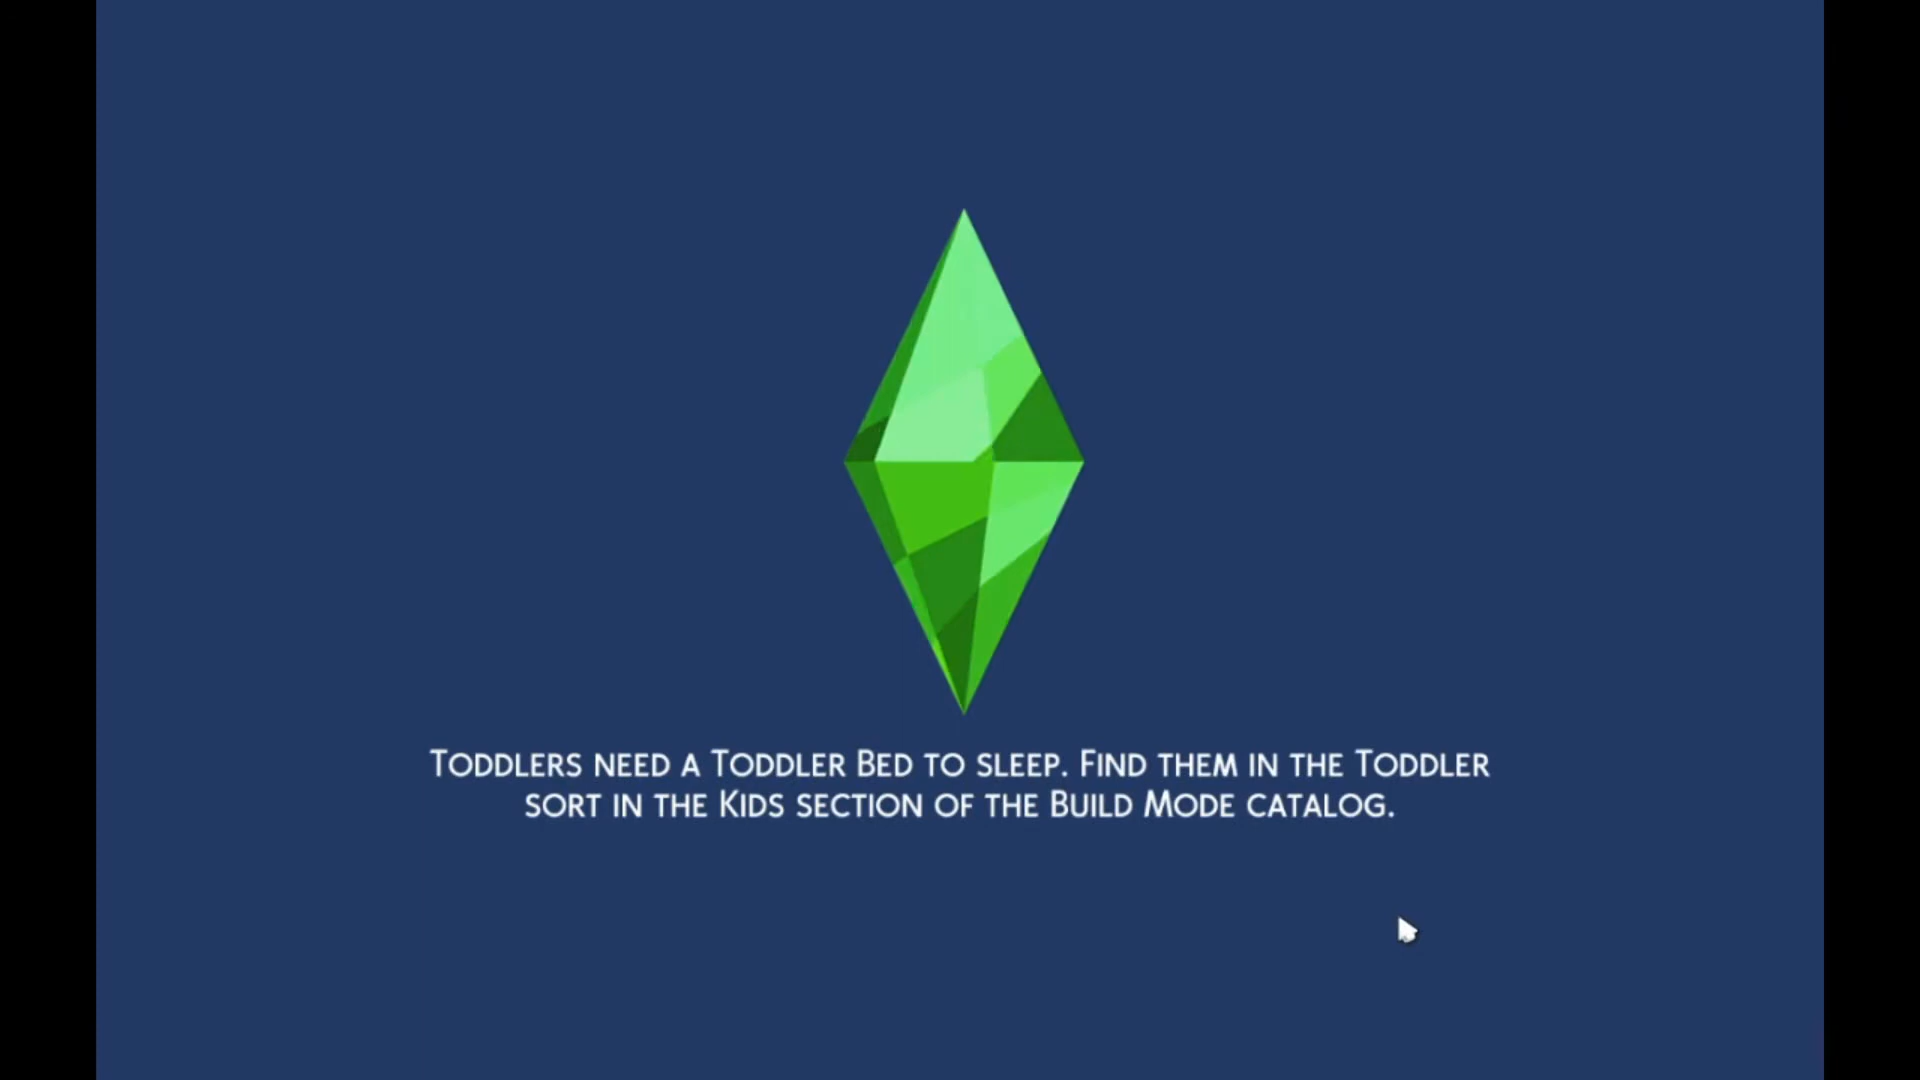 Toddlers need a Toddler Bed to sleep. Find them in the Toddler
sort in the Kids section of the Build Mode catalog.